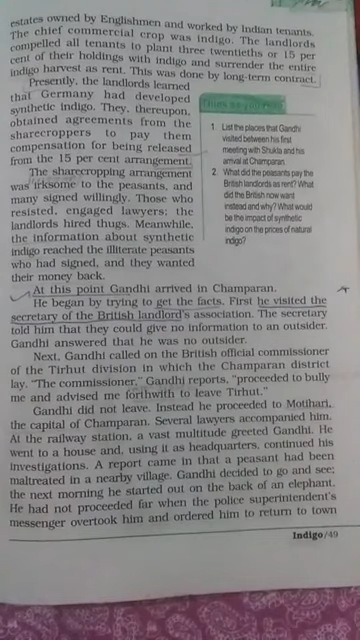 estates owned by Englishmen and worked by Indian tenants.
The chief commercial crop was indigo. The landlords
compelled all tenants to plant three twentieths or 15 per
cent of their holdings with indigo and surrender the entire
indigo harvest as rent. This was done by long-term contract.
Presently, the landlords learned
that Germany had developed
synthetic indigo. They, thereupon,
obtained agreements from the
sharecroppers to pay them
compensation for being released
from the 15 per cent arrangement.
The sharecropping arrangement
was irksome to the peasants, and
many signed willingly. Those who
resisted, engaged lawyers; the
landlords hired thugs. Meanwhile,
the information about synthetic
indigo reached the illiterate peasants
who had signed, and they wanted
their money back.
1. List the places that Gandhi
visited between his first
meeting with Shukla and his
arrival at Champaran.
2. What did the peasants pay the
British landlords as rent? What
did the British now want
instead and why? What would
be the impact of synthetic
indigo on the prices of natural
indigo?
At this point Gandhi arrived in Champaran.
He began by trying to get the facts. First he visited the
secretary of the British landlord's association. The secretary
told him that they could give no information to an outsider.
Gandhi answered that he was no outsider.
Next, Gandhi called on the British official commissioner
of the Tirhut division in which the Champaran district
lay. "The commissioner," Gandhi reports, "proceeded to bully
me and advised me forthwith to leave Tirhut."
Gandhi did not leave. Instead he proceeded to Motihari,
the capital of Champaran. Several lawyers accompanied him.
At the railway station, a vast multitude greeted Gandhi. He
went to a house and, using it as headquarters, continued his
investigations. A report came in that a peasant had been
maltreated in a nearby village. Gandhi decided to go and see;
the next morning he started out on the back of an elephant.
He had not proceeded far when the police superintendent's
messenger overtook him and ordered him to return to town
Indigo/49